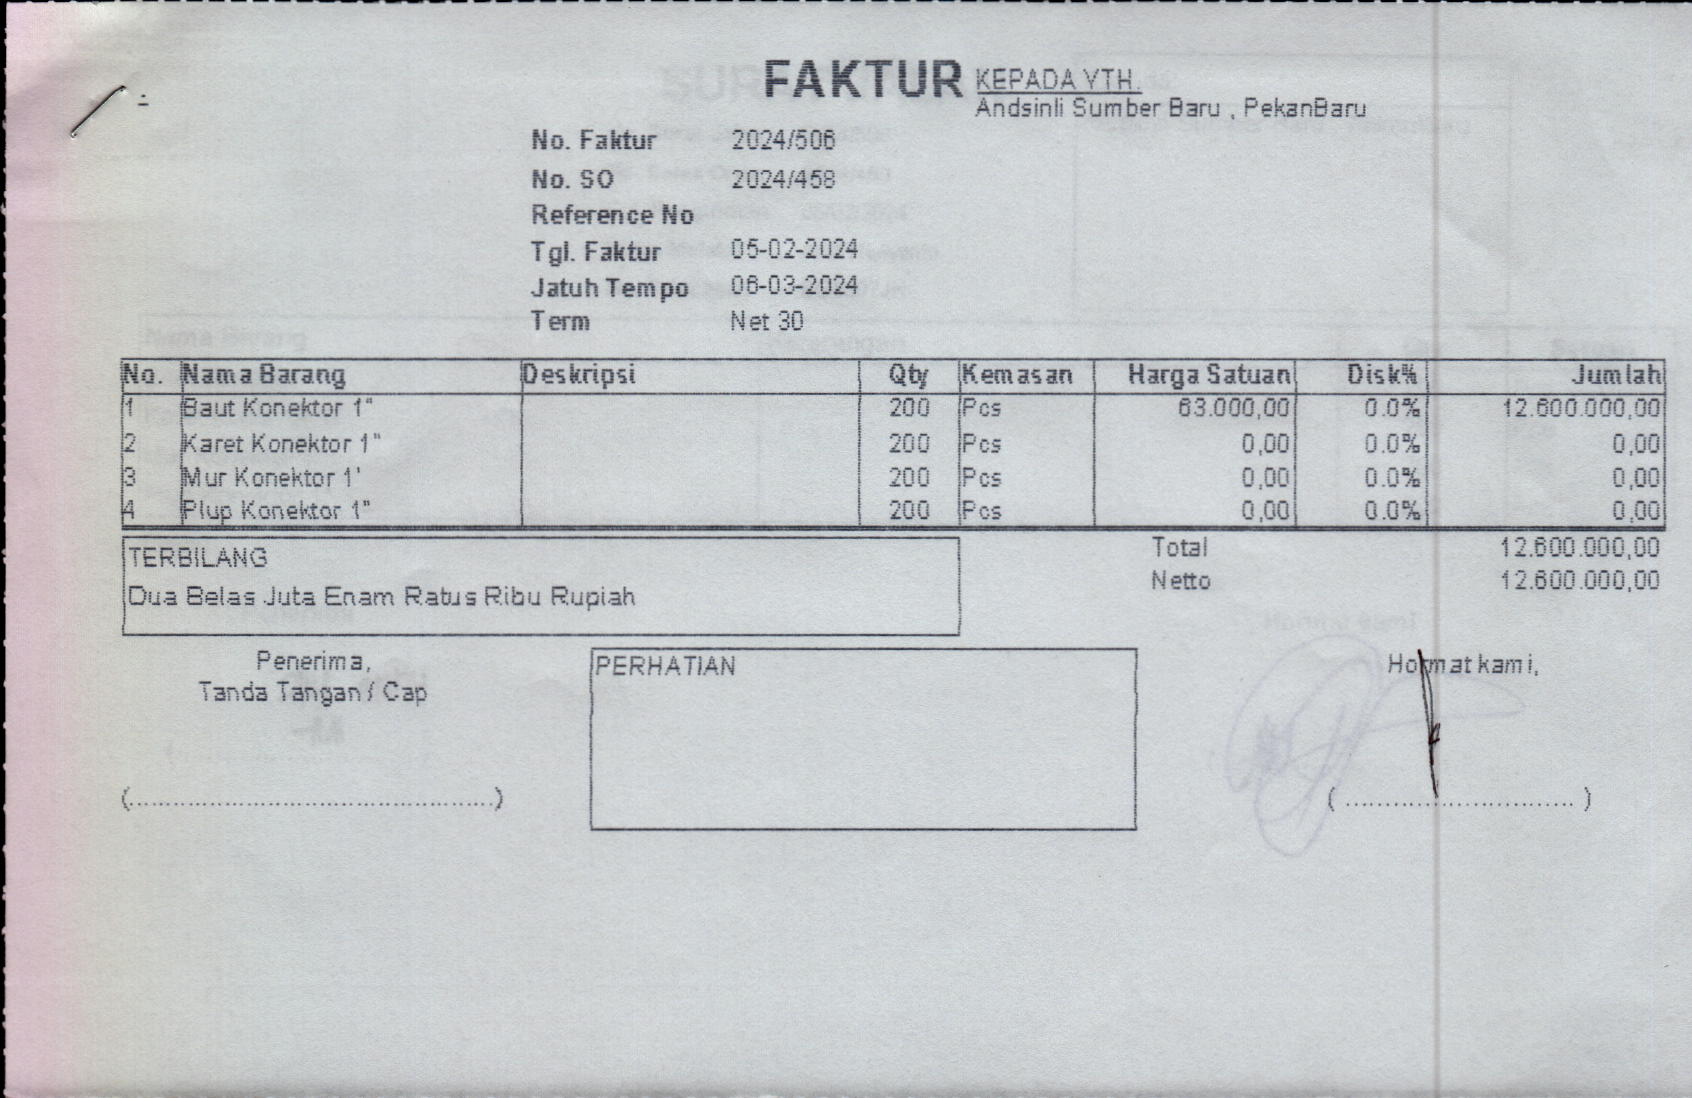 FAKTUR
KEPADA YTH.
Andsinli Sumber Baru , PekanBaru
No. Faktur 2024/506
No. SO 2024/458
Reference No
Tgl. Faktur 05-02-2024
Jatuh Tempo 06-03-2024
Term Net 30
No. Nama Barang Deskripsi Qty Kemasan Harga Satuan Disk% Jumlah
1 Baut Konektor 1" 200 Pcs 63.000,00 0.0% 12.600.000,00
2 Karet Konektor 1" 200 Pcs 0,00 0.0% 0,00
3 Mur Konektor 1' 200 Pcs 0,00 0.0% 0,00
4 Plup Konektor 1" 200 Pcs 0,00 0.0% 0,00
TERBILANG
Dua Belas Juta Enam Ratus Ribu Rupiah
Total 12.600.000,00
Netto 12.600.000,00
Penerima,
Tanda Tangan / Cap
(............................................)
PERHATIAN
Hormat kami,
( ............................ )